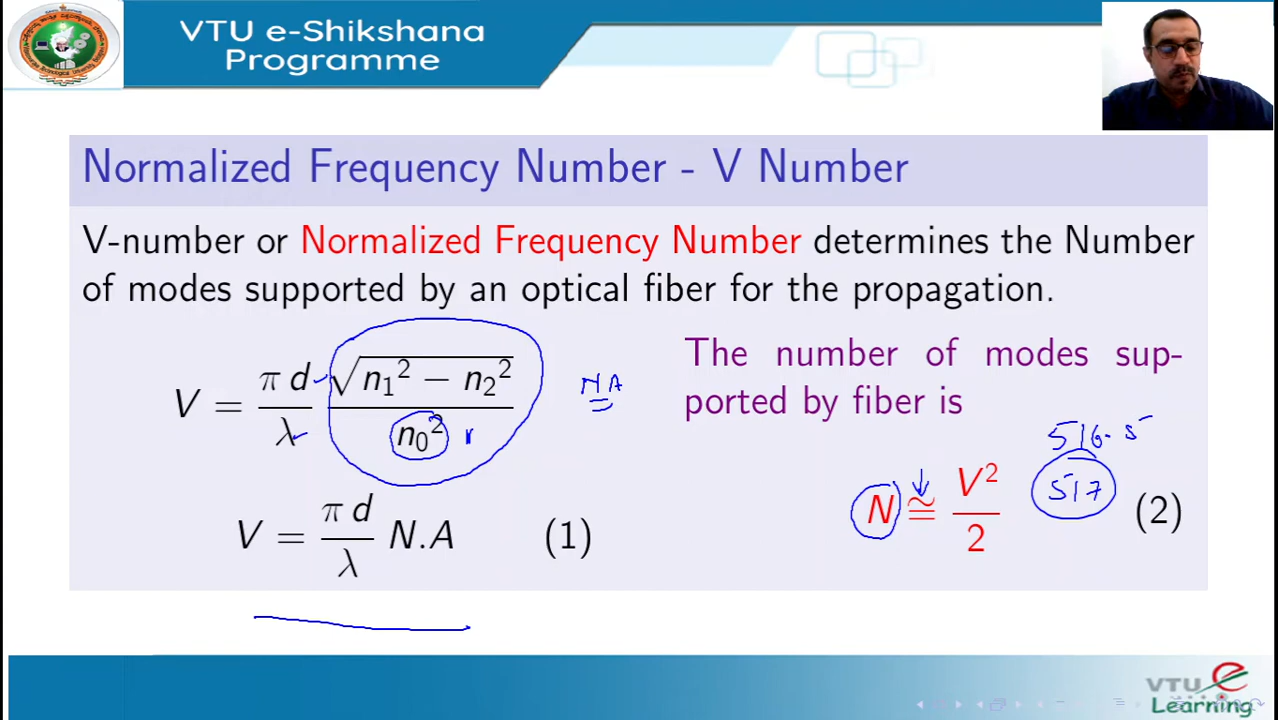 VTU e-Shikshana
Programme
Normalized Frequency Number - V Number
V-number or Normalized Frequency Number determines the Number
of modes supported by an optical fiber for the propagation.
V = π d / λ √(n₁² − n₂²) / n₀²
NA
V = π d / λ N.A (1)
The number of modes sup-
ported by fiber is
516.5
517
N ≅ V² / 2 (2)
VTU e
Learning